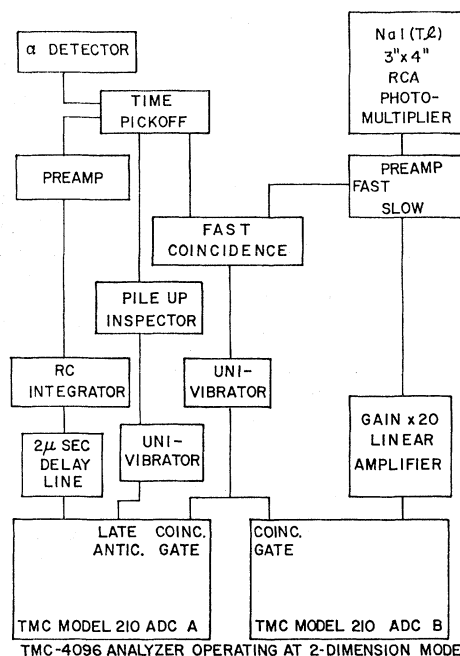 α DETECTOR
NaI (Tℓ)
3"x 4"
RCA
PHOTO-
MULTIPLIER
TIME
PICKOFF
PREAMP
PREAMP
FAST
SLOW
FAST
COINCIDENCE
PILE UP
INSPECTOR
RC
INTEGRATOR
UNI-
VIBRATOR
2μ SEC
DELAY
LINE
UNI-
VIBRATOR
GAIN x 20
LINEAR
AMPLIFIER
LATE COINC.
ANTIC. GATE
TMC MODEL 210 ADC A
COINC.
GATE
TMC MODEL 210 ADC B
TMC-4096 ANALYZER OPERATING AT 2-DIMENSION MODE